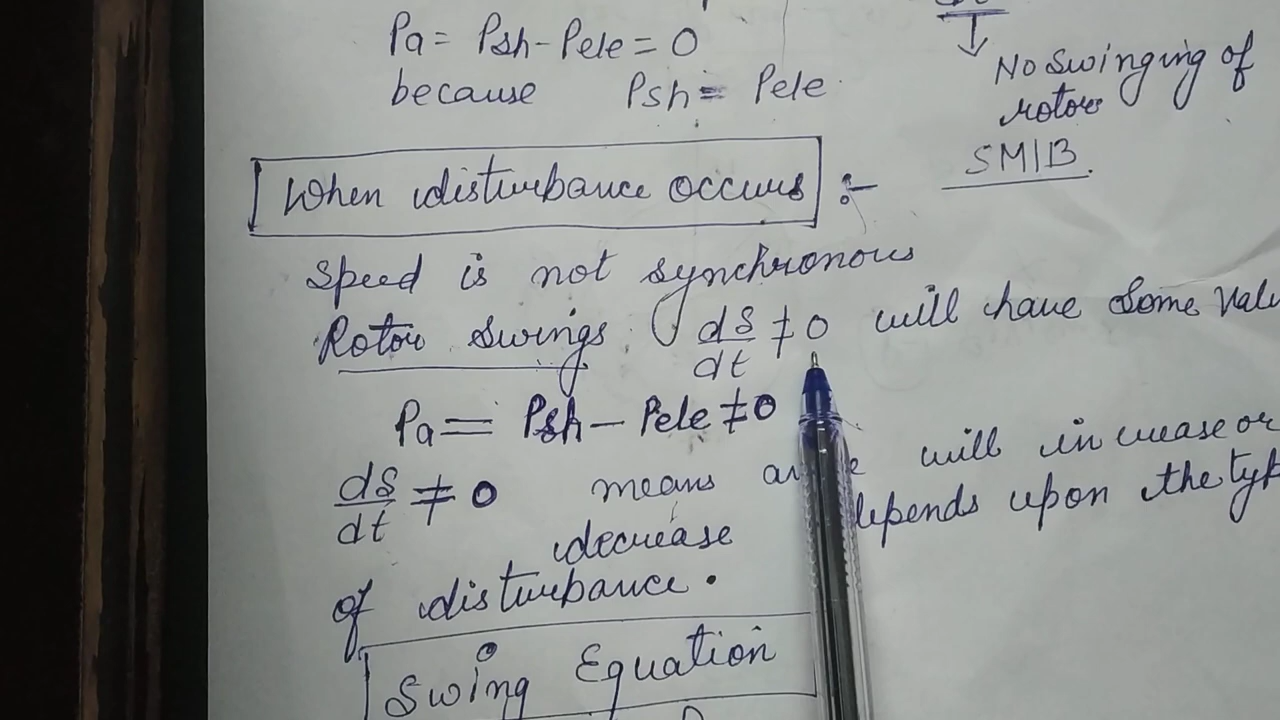 Pa = Psh - Pele = 0
because Psh = Pele
No Swinging of
rotor
SMIB.
When disturbance occurs :-
Speed is not synchronous
Rotor Swings dδ/dt ≠ 0 will have Some Valu
Pa = Psh - Pele ≠ 0
dδ/dt ≠ 0 means will increase or
decrease depends upon the typ
of disturbance.
Swing Equation